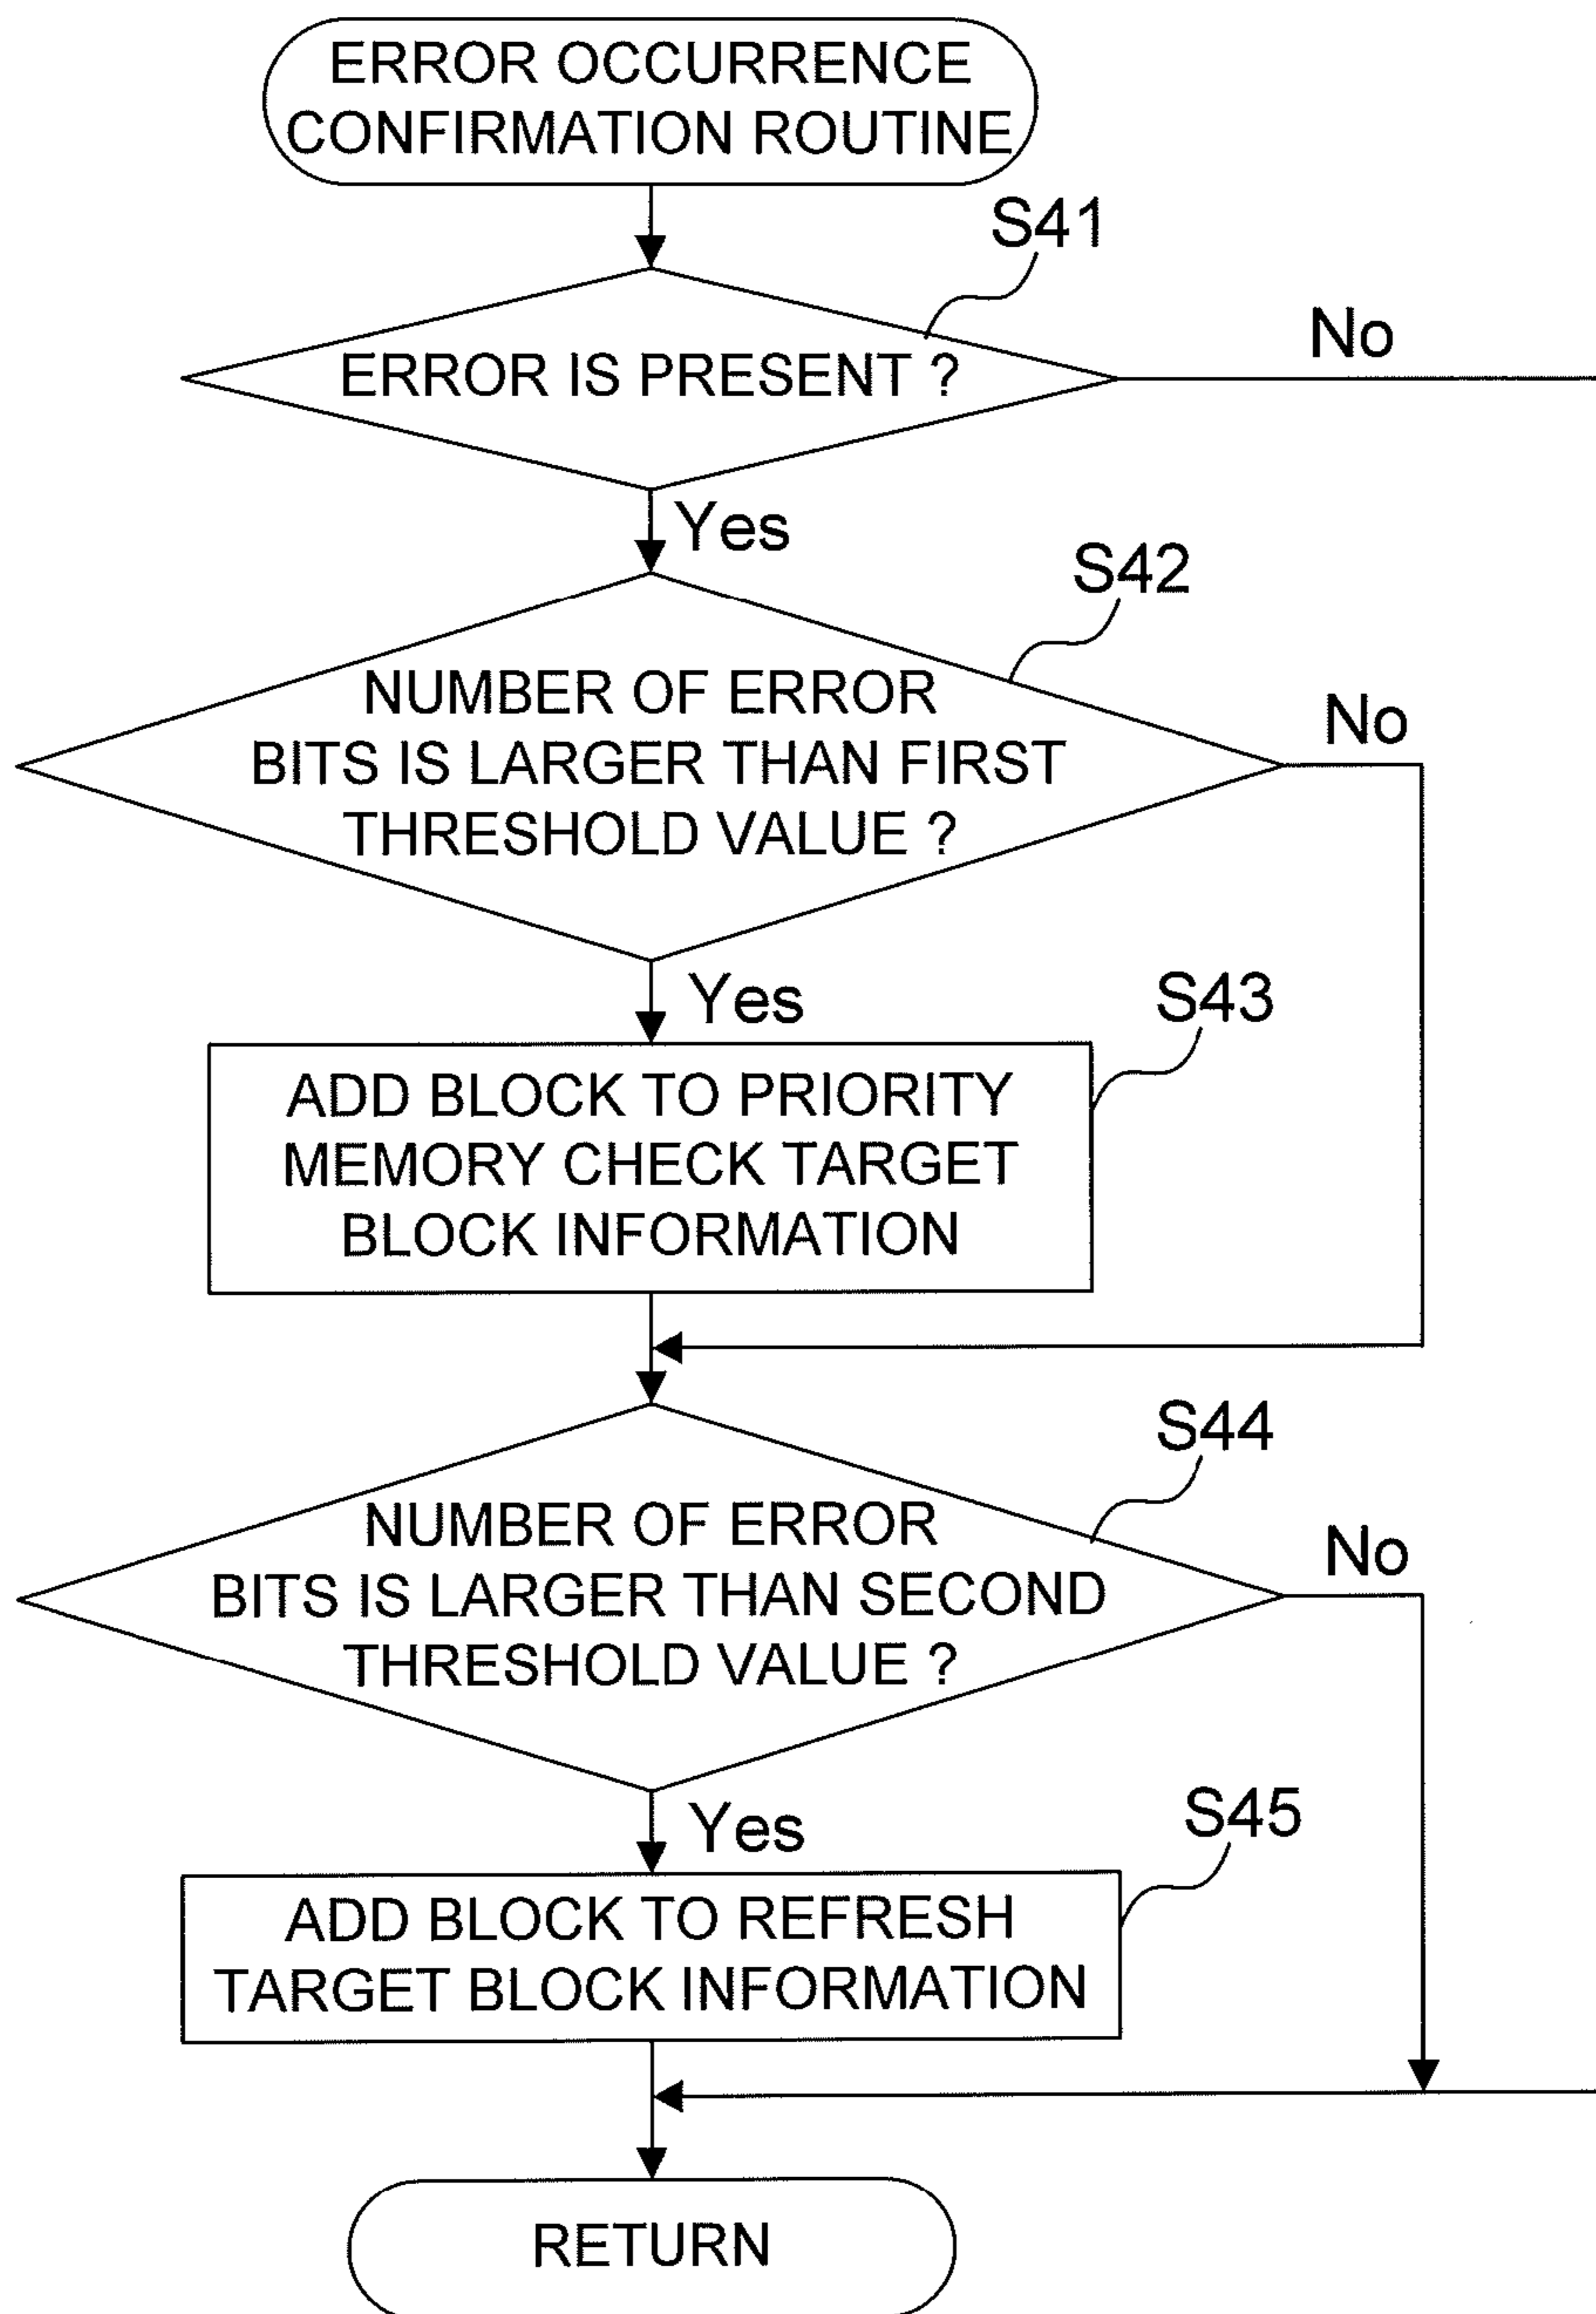 ERROR OCCURRENCE
CONFIRMATION ROUTINE
S41
ERROR IS PRESENT ?
No
Yes
S42
NUMBER OF ERROR
BITS IS LARGER THAN FIRST
THRESHOLD VALUE ?
No
Yes
S43
ADD BLOCK TO PRIORITY
MEMORY CHECK TARGET
BLOCK INFORMATION
S44
NUMBER OF ERROR
BITS IS LARGER THAN SECOND
THRESHOLD VALUE ?
No
Yes
S45
ADD BLOCK TO REFRESH
TARGET BLOCK INFORMATION
RETURN